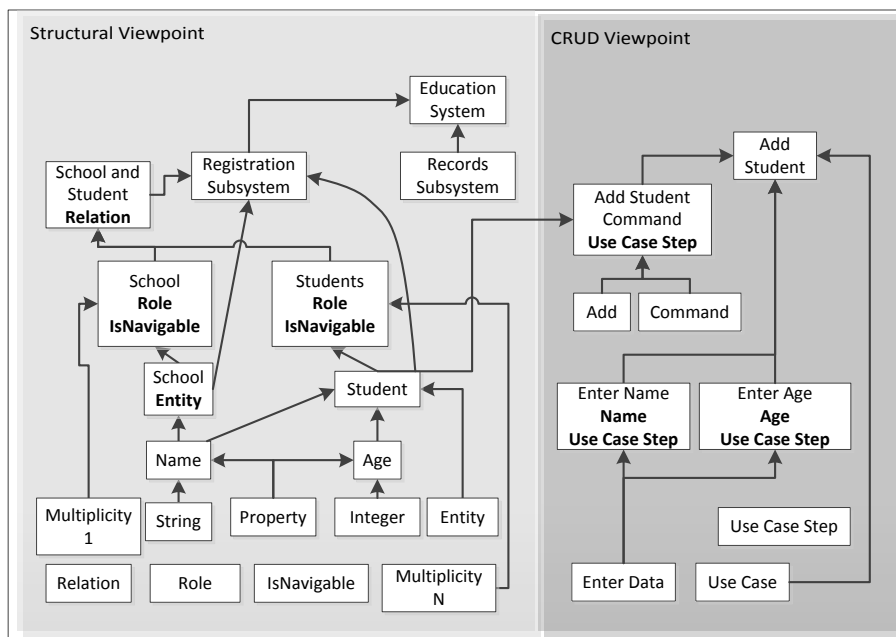 Structural Viewpoint
CRUD Viewpoint
Education
System
School and
Student
Relation
Registration
Subsystem
Records
Subsystem
Add
Student
Add Student
Command
Use Case Step
School
Role
IsNavigable
Students
Role
IsNavigable
Add
Command
School
Entity
Student
Enter Name
Name
Use Case Step
Enter Age
Age
Use Case Step
Name
Age
Multiplicity
1
String
Property
Integer
Entity
Use Case Step
Relation
Role
IsNavigable
Multiplicity
N
Enter Data
Use Case